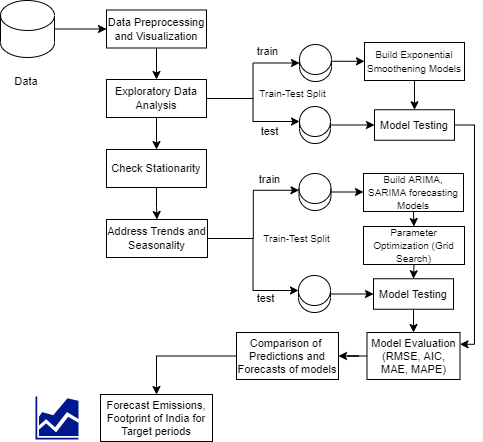 Data
Data Preprocessing
and Visualization
Exploratory Data
Analysis
Check Stationarity
Address Trends and
Seasonality
train
Train-Test Split
test
Build Exponential
Smoothening Models
Model Testing
train
Train-Test Split
test
Build ARIMA,
SARIMA forecasting
Models
Parameter
Optimization (Grid
Search)
Model Testing
Model Evaluation
(RMSE, AIC,
MAE, MAPE)
Comparison of
Predictions and
Forecasts of models
Forecast Emissions,
Footprint of India for
Target periods